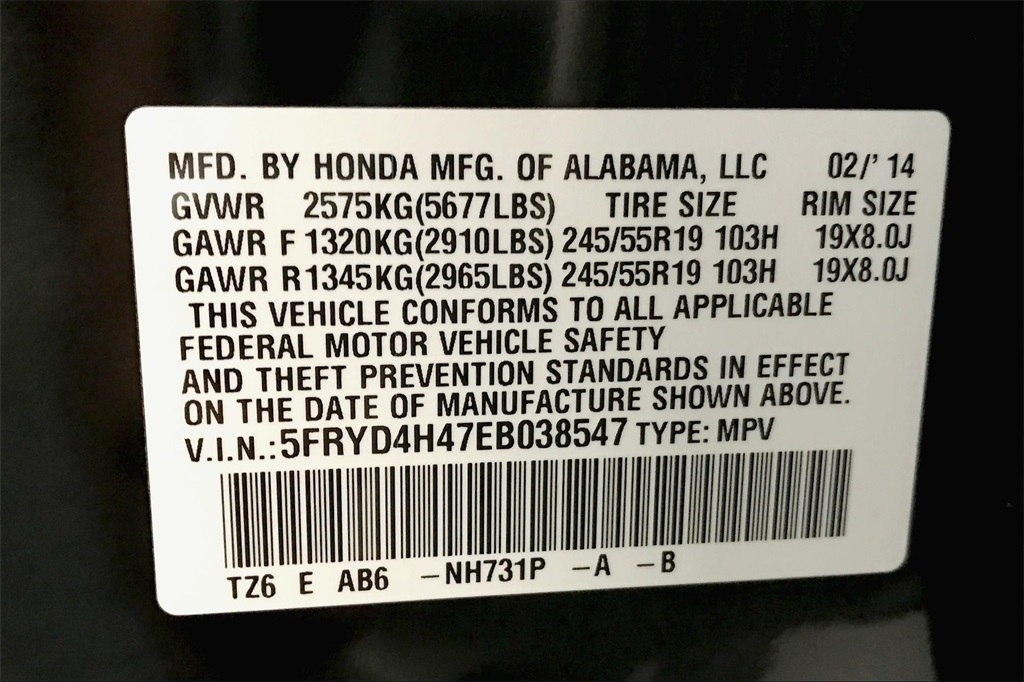 MFD. BY HONDA MFG. OF ALABAMA, LLC 02/' 14
GVWR 2575KG(5677LBS) TIRE SIZE RIM SIZE
GAWR F 1320KG(2910LBS) 245/55R19 103H 19X8.0J
GAWR R 1345KG(2965LBS) 245/55R19 103H 19X8.0J
THIS VEHICLE CONFORMS TO ALL APPLICABLE
FEDERAL MOTOR VEHICLE SAFETY
AND THEFT PREVENTION STANDARDS IN EFFECT
ON THE DATE OF MANUFACTURE SHOWN ABOVE.
V.I.N.: 5FRYD4H47EB038547 TYPE: MPV
TZ6 E AB6 –NH731P –A –B